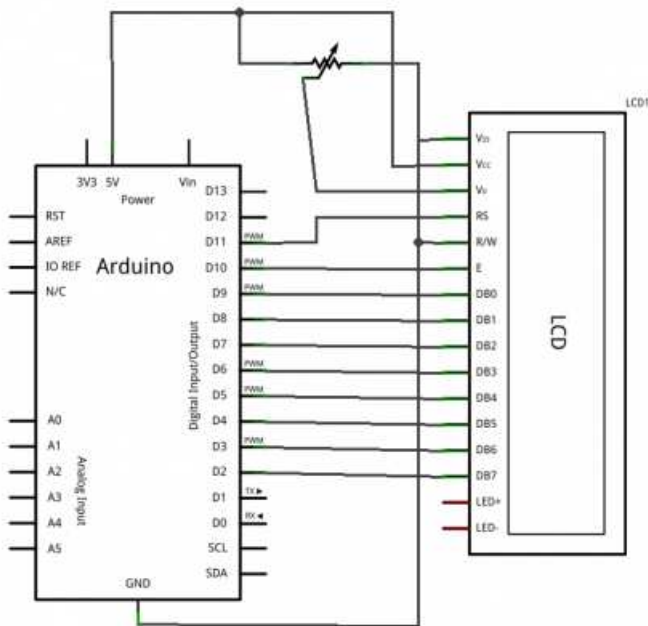 LCD1
3V3 5V Vin
Power
Arduino
RST
AREF
IO REF
N/C
A0
A1
A2
A3
A4
A5
Analog Input
D13
D12
D11 PWM
D10 PWM
D9 PWM
D8
D7
D6 PWM
D5 PWM
D4
D3 PWM
D2
D1 TX ▶
D0 RX ◀
SCL
SDA
Digital Input/Output
GND
VSS
VCC
RS
R/W
E
DB0
DB1
DB2
DB3
DB4
DB5
DB6
DB7
LED+
LED-
LCD